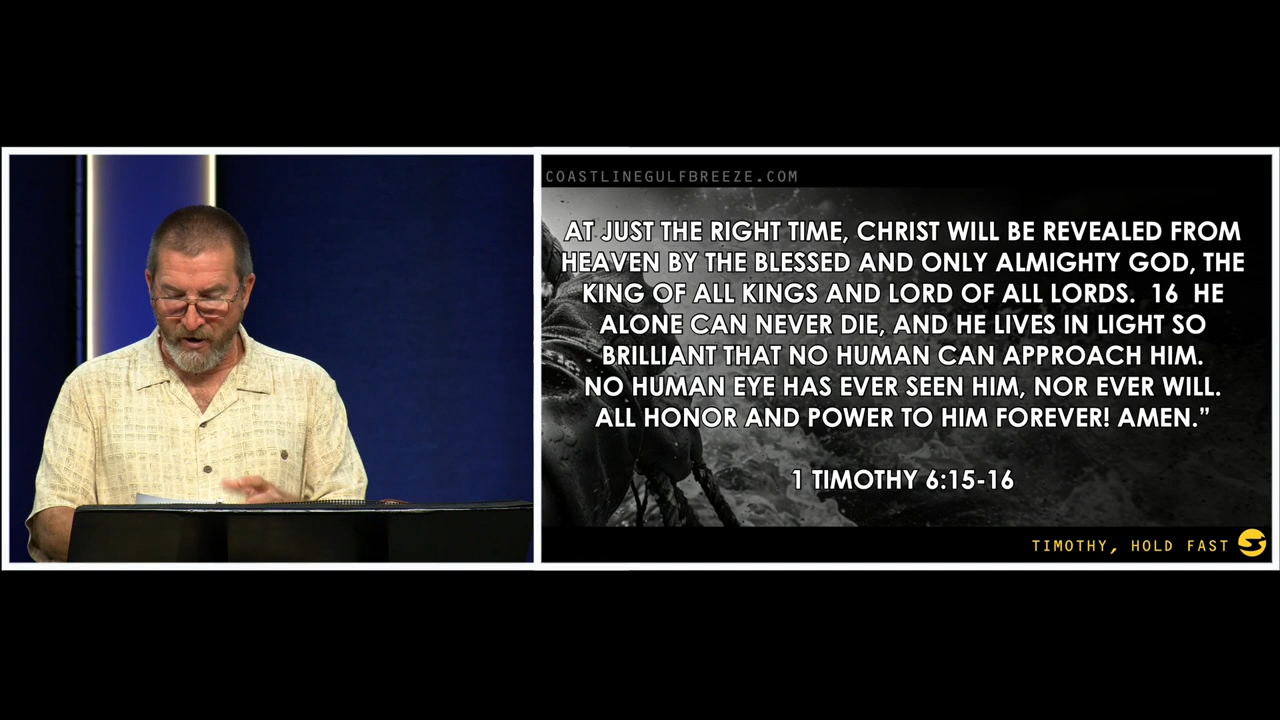 COASTLINEGULFBREEZE.COM
AT JUST THE RIGHT TIME, CHRIST WILL BE REVEALED FROM
HEAVEN BY THE BLESSED AND ONLY ALMIGHTY GOD, THE
KING OF ALL KINGS AND LORD OF ALL LORDS.  16  HE
ALONE CAN NEVER DIE, AND HE LIVES IN LIGHT SO
BRILLIANT THAT NO HUMAN CAN APPROACH HIM.
NO HUMAN EYE HAS EVER SEEN HIM, NOR EVER WILL.
ALL HONOR AND POWER TO HIM FOREVER! AMEN.”
1 TIMOTHY 6:15-16
TIMOTHY, HOLD FAST